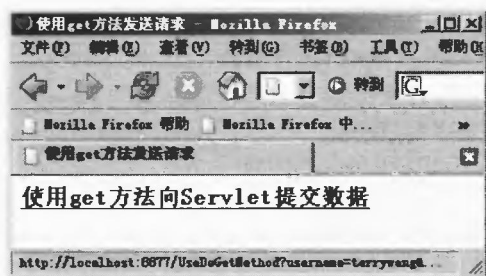 使用get方法发送请求 - Mozilla Firefox
文件(F) 编辑(E) 查看(V) 转到(G) 书签(B) 工具(T) 帮助(H
转到 G
Mozilla Firefox 帮助 Mozilla Firefox 中... »
使用get方法发送请求
使用get方法向Servlet提交数据
http://localhost:8877/UseDoGetMethod?username=terrywang&...